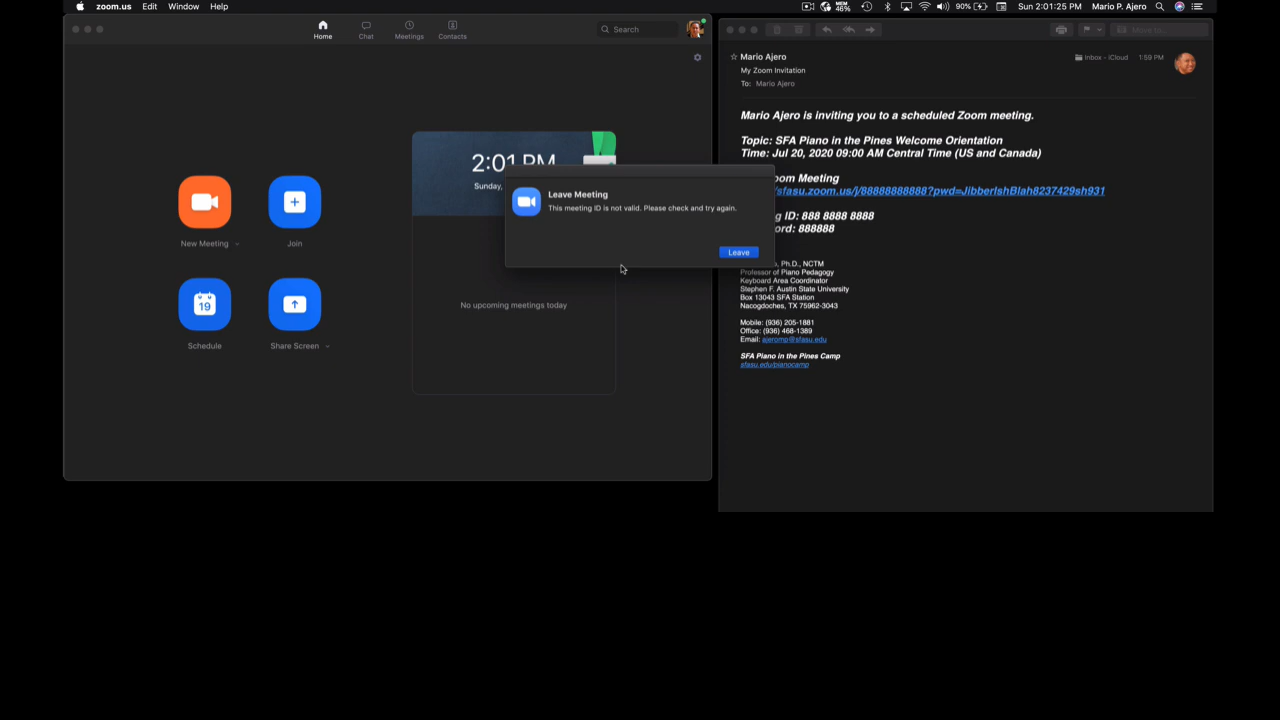 zoom.us Edit Window Help
MEM 46% 90% Sun 2:01:25 PM Mario P. Ajero
Home Chat Meetings Contacts
Search
2:01 PM
Sunday,
No upcoming meetings today
New Meeting
Join
19
Schedule
Share Screen
Leave Meeting
This meeting ID is not valid. Please check and try again.
Leave
Move to...
Mario Ajero
Inbox - iCloud 1:59 PM
My Zoom Invitation
To: Mario Ajero
Mario Ajero is inviting you to a scheduled Zoom meeting.
Topic: SFA Piano in the Pines Welcome Orientation
Time: Jul 20, 2020 09:00 AM Central Time (US and Canada)
oom Meeting
/sfasu.zoom.us/j/88888888888?pwd=JibberIshBlah8237429sh931
g ID: 888 8888 8888
ord: 888888
, Ph.D., NCTM
Professor of Piano Pedagogy
Keyboard Area Coordinator
Stephen F. Austin State University
Box 13043 SFA Station
Nacogdoches, TX 75962-3043
Mobile: (936) 205-1881
Office: (936) 468-1389
Email: ajeromp@sfasu.edu
SFA Piano in the Pines Camp
sfasu.edu/pianocamp